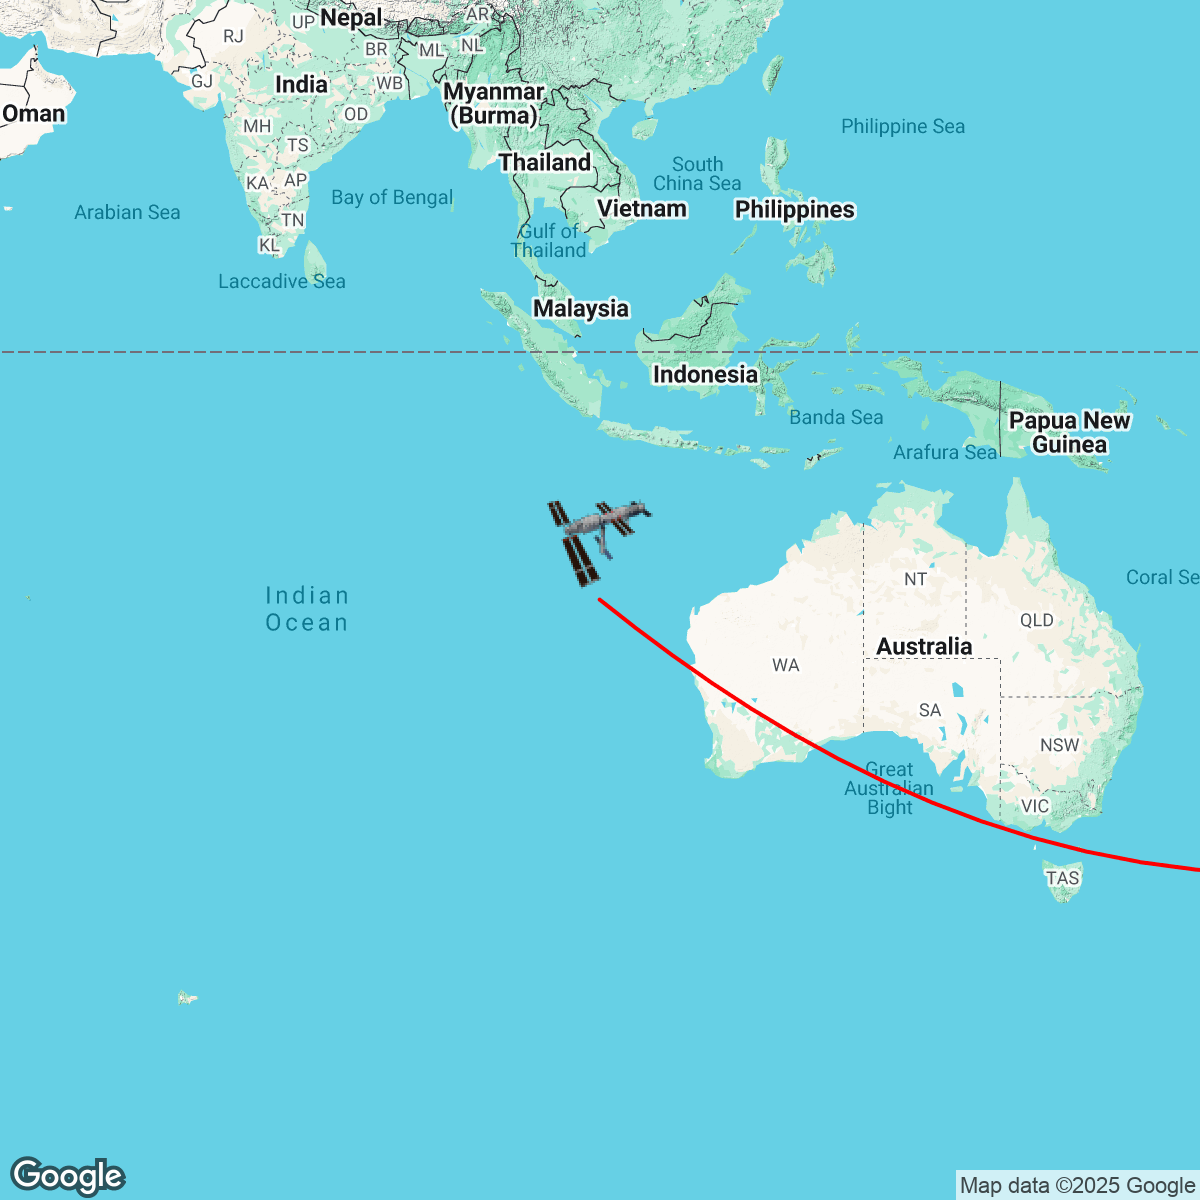 AR
UP
Nepal
RJ
BR
ML
NL
GJ
India
WB
Myanmar
(Burma)
Oman
OD
MH
Philippine Sea
TS
Thailand
South
China Sea
KA
AP
Bay of Bengal
Vietnam
Philippines
Arabian Sea
TN
Gulf of
Thailand
KL
Laccadive Sea
Malaysia
Indonesia
Banda Sea
Papua New
Guinea
Arafura Sea
NT
Coral Se
Indian
Ocean
QLD
Australia
WA
SA
NSW
Great
Australian
Bight
VIC
TAS
Google
Map data ©2025 Google